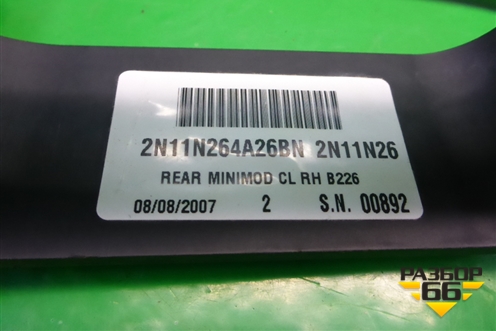 2N11N264A26BN 2N11N26
REAR MINIMOD CL RH B226
08/08/2007 2 S.N. 00892
РАЗБОР
66